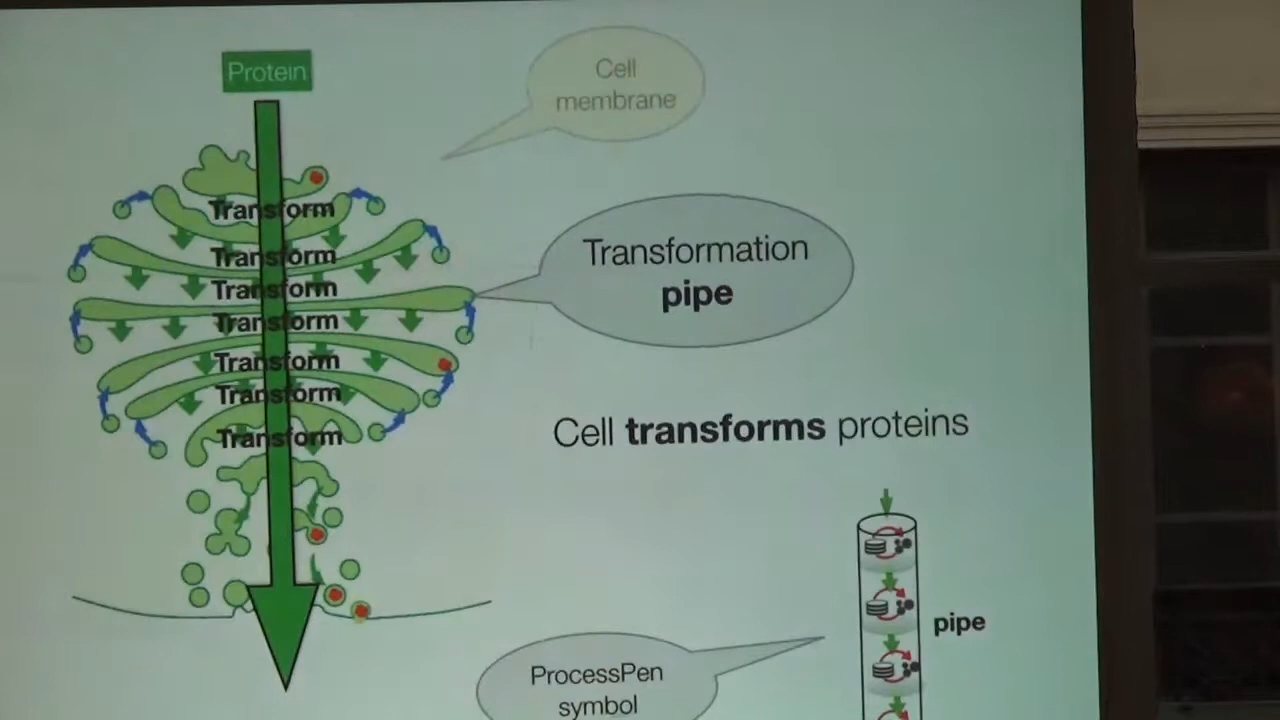 Protein
Cell
membrane
Transform
Transform
Transform
Transform
Transform
Transform
Transform
Transformation
pipe
Cell transforms proteins
pipe
ProcessPen
symbol